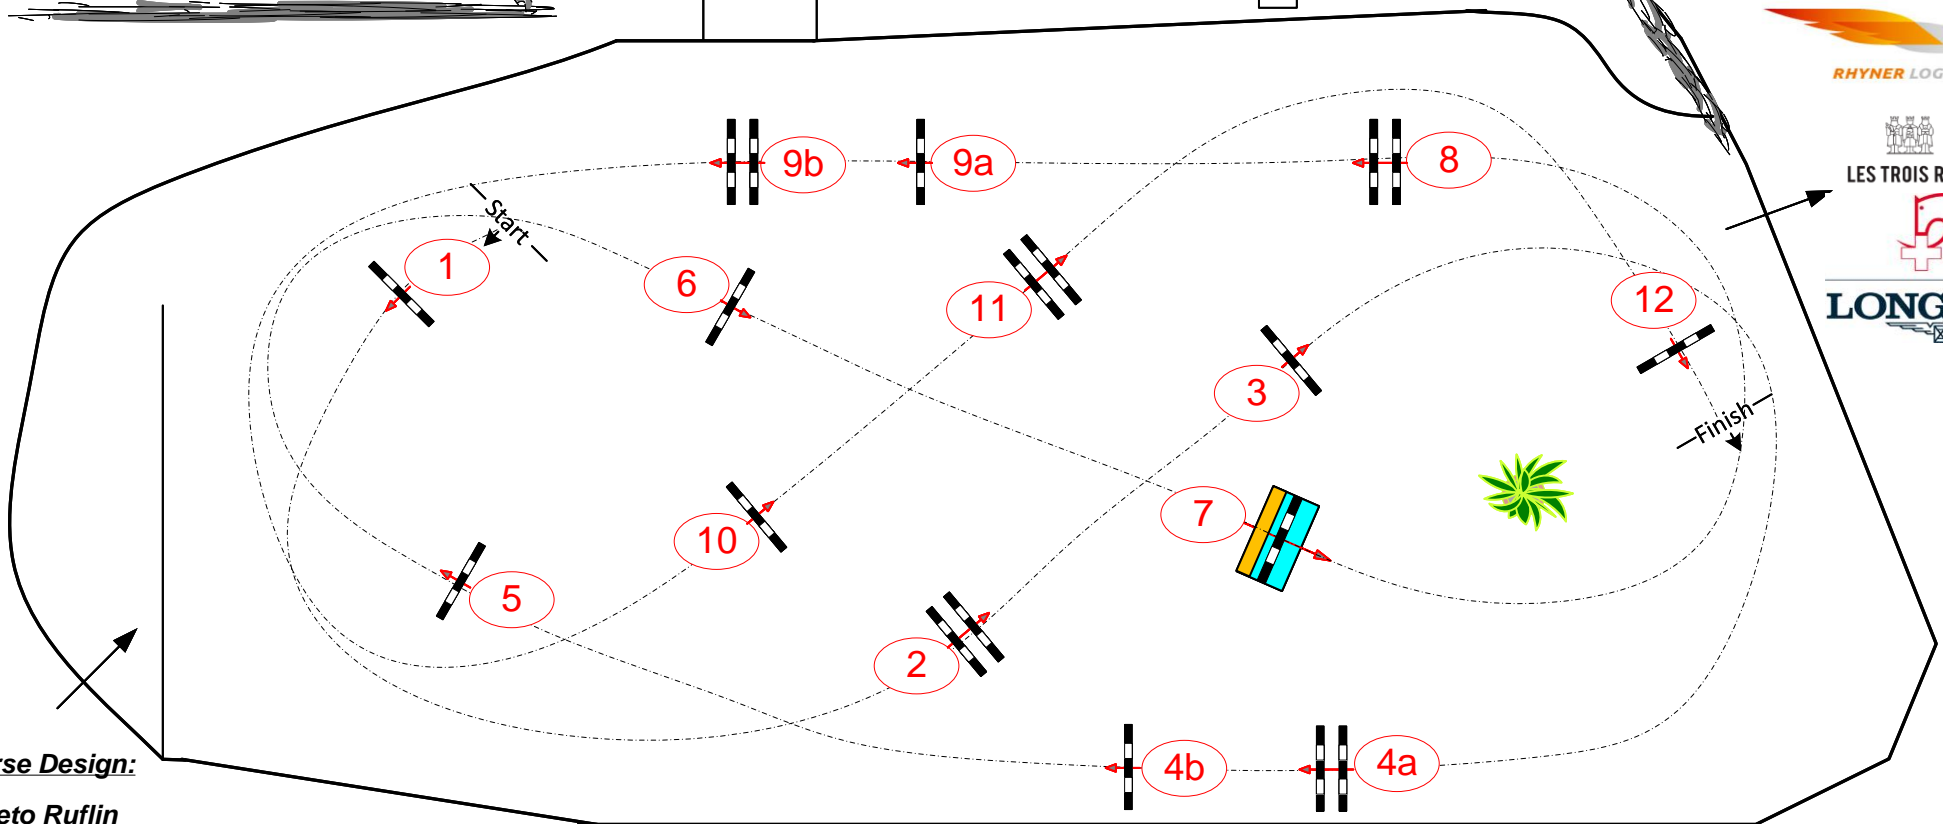 RHYNER LOG
9b
9a
8
LES TROIS R
Start
1
6
11
12
LONG
3
Finish
7
10
5
2
4b
4a
rse Design:
eto Ruflin